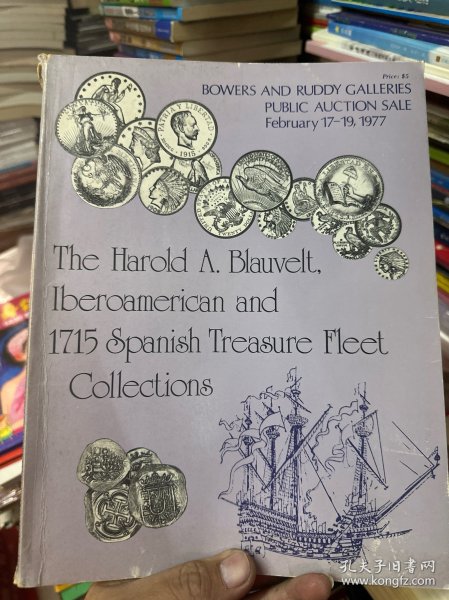 Price: $5
BOWERS AND RUDDY GALLERIES
PUBLIC AUCTION SALE
February 17-19, 1977
PATRIA Y LIBERTAD
1915
The Harold A. Blauvelt,
Iberoamerican and
1715 Spanish Treasure Fleet
Collections
孔夫子旧书网
www.kongfz.com